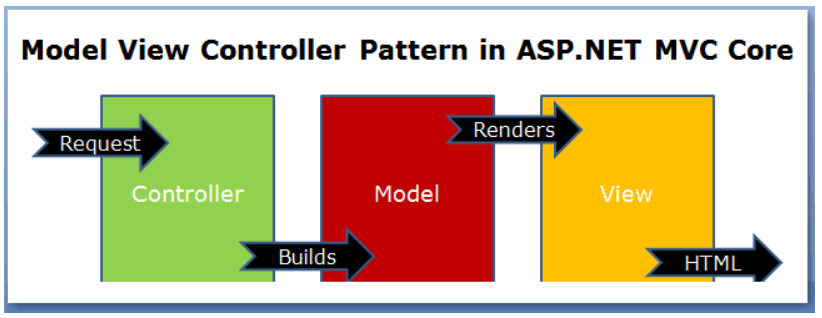 Model View Controller Pattern in ASP.NET MVC Core
Request
Renders
Controller
Model
View
Builds
HTML